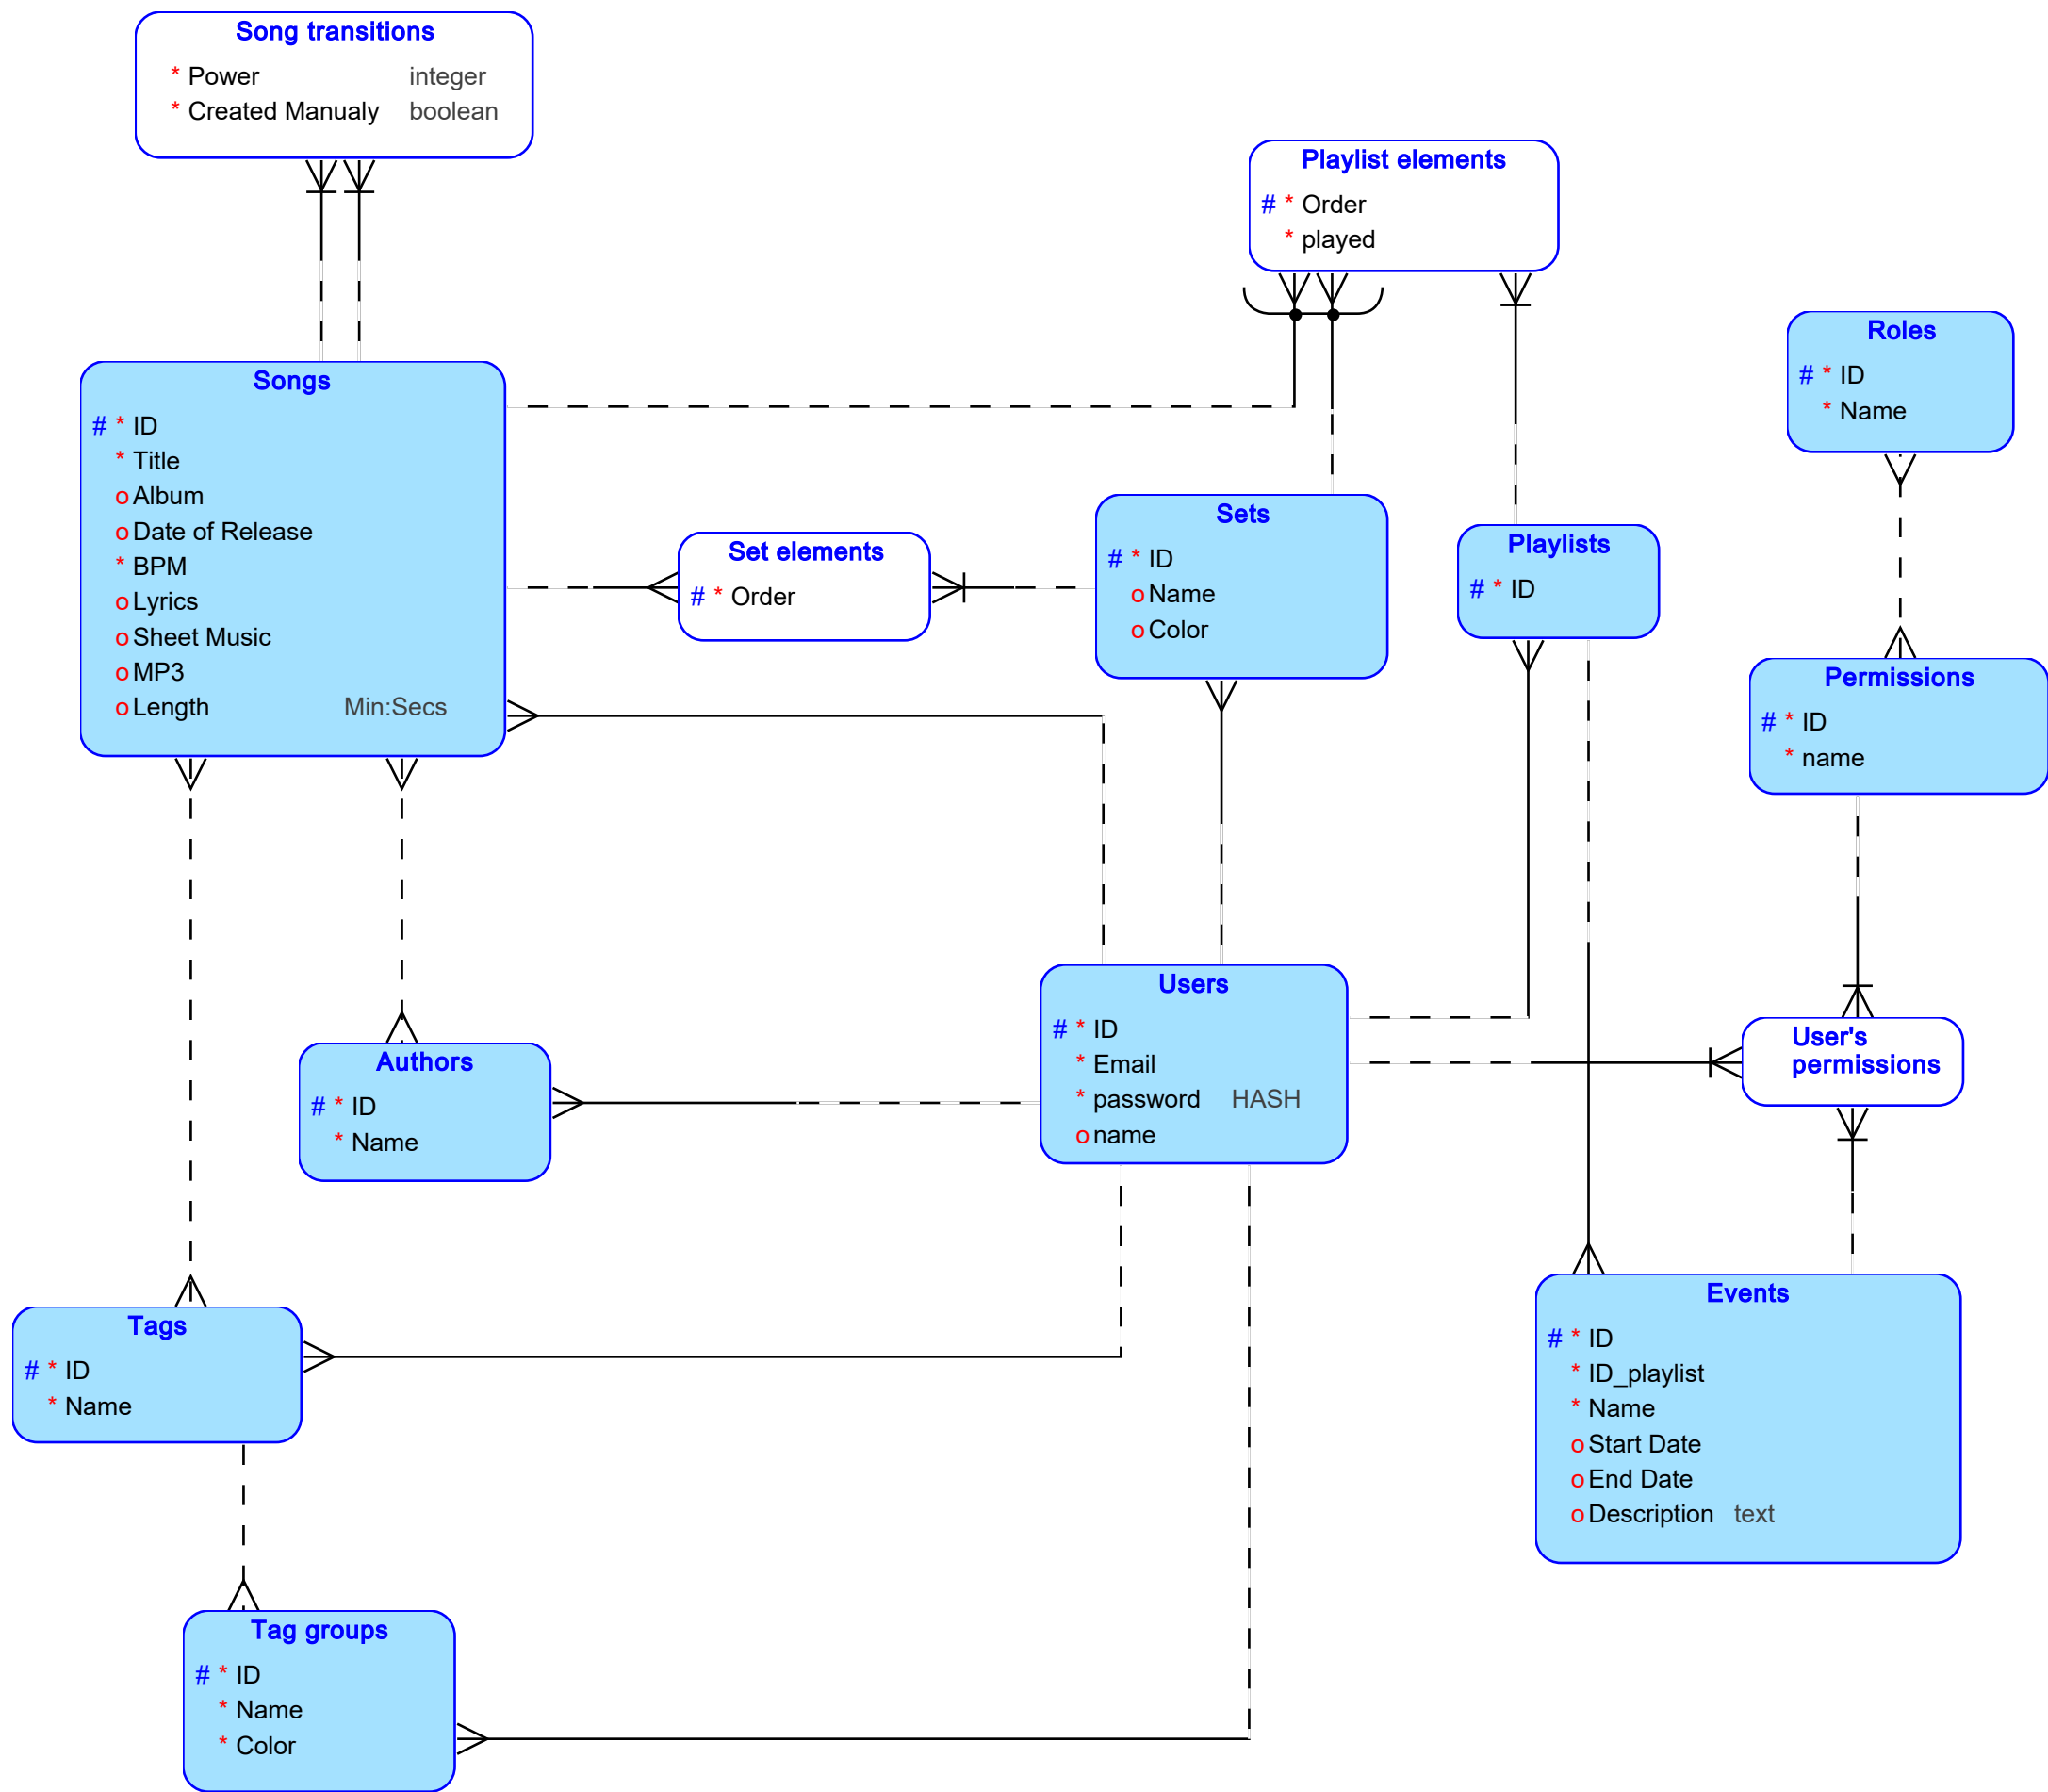 Song transitions
* Power integer
* Created Manualy boolean
Playlist elements
# * Order
* played
Roles
# * ID
* Name
Songs
# * ID
* Title
o Album
o Date of Release
* BPM
o Lyrics
o Sheet Music
o MP3
o Length Min:Secs
Set elements
# * Order
Sets
# * ID
o Name
o Color
Playlists
# * ID
Permissions
# * ID
* name
Users
# * ID
* Email
* password HASH
o name
User's
permissions
Authors
# * ID
* Name
Tags
# * ID
* Name
Events
# * ID
* ID_playlist
* Name
o Start Date
o End Date
o Description text
Tag groups
# * ID
* Name
* Color